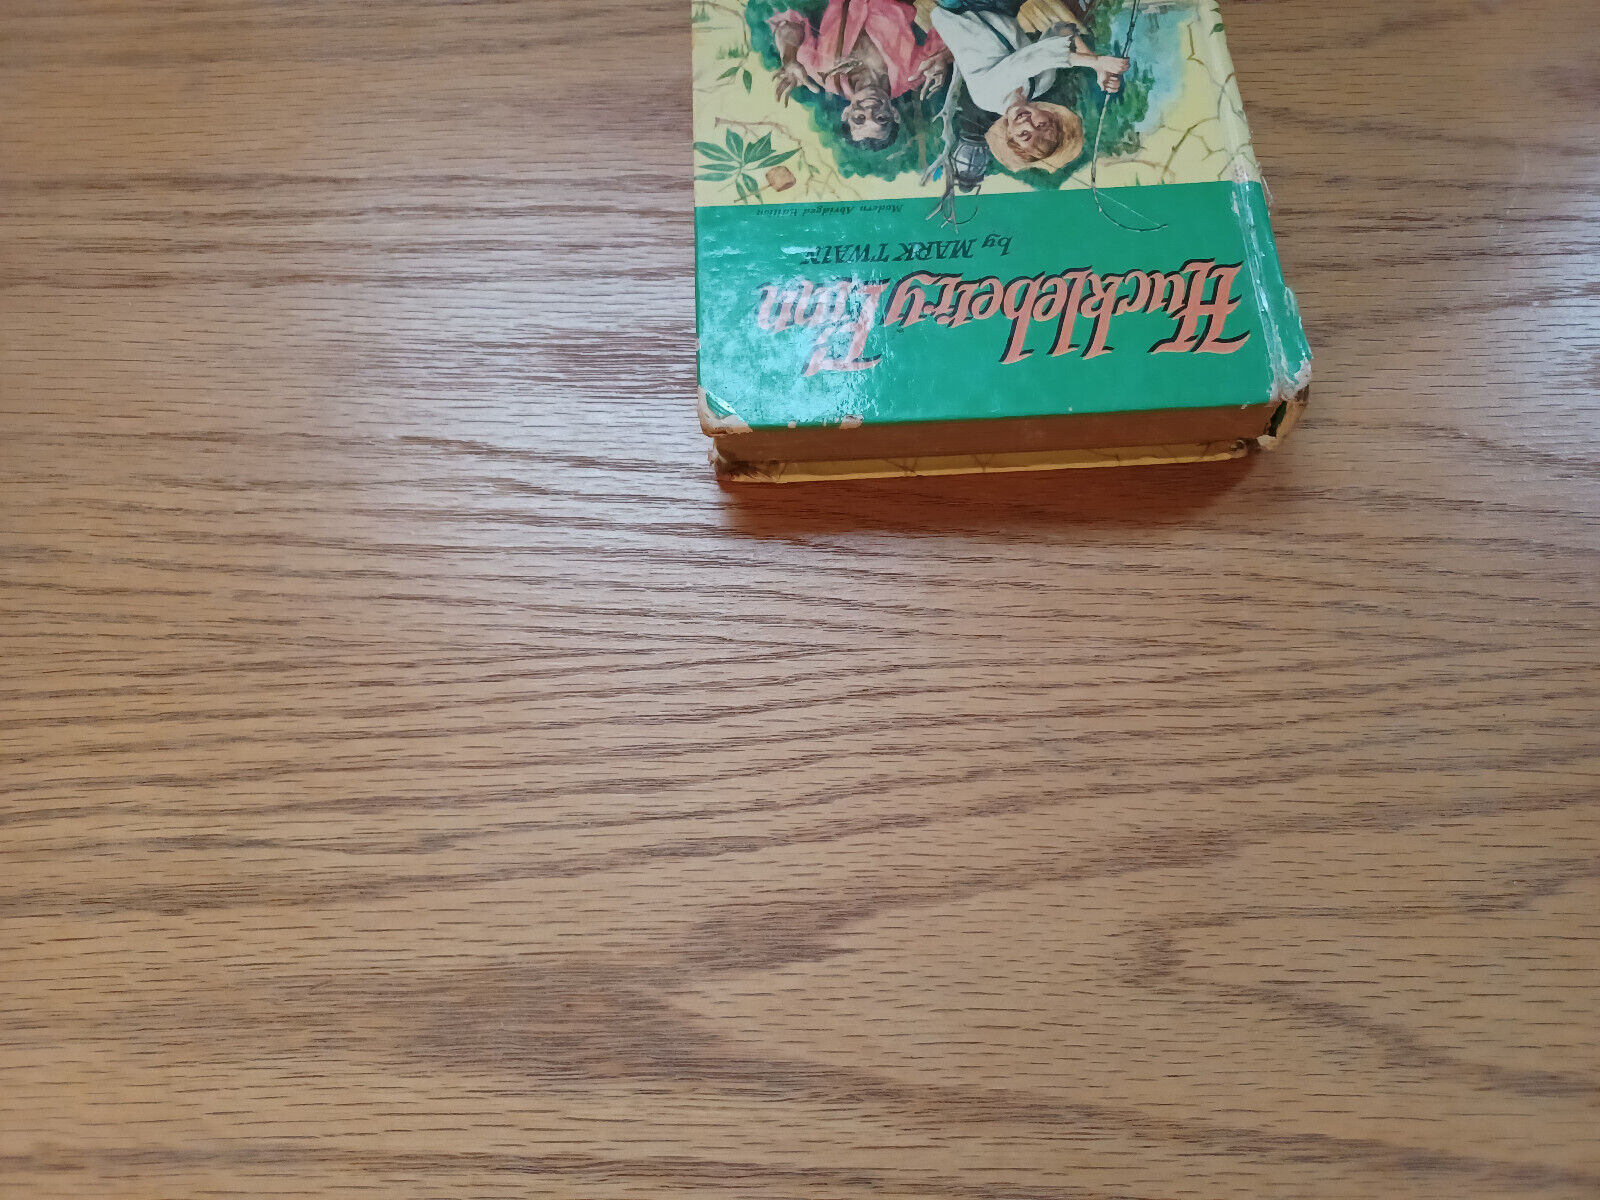 Huckleberry Finn
by MARK TWAIN
Modern Abridged Edition